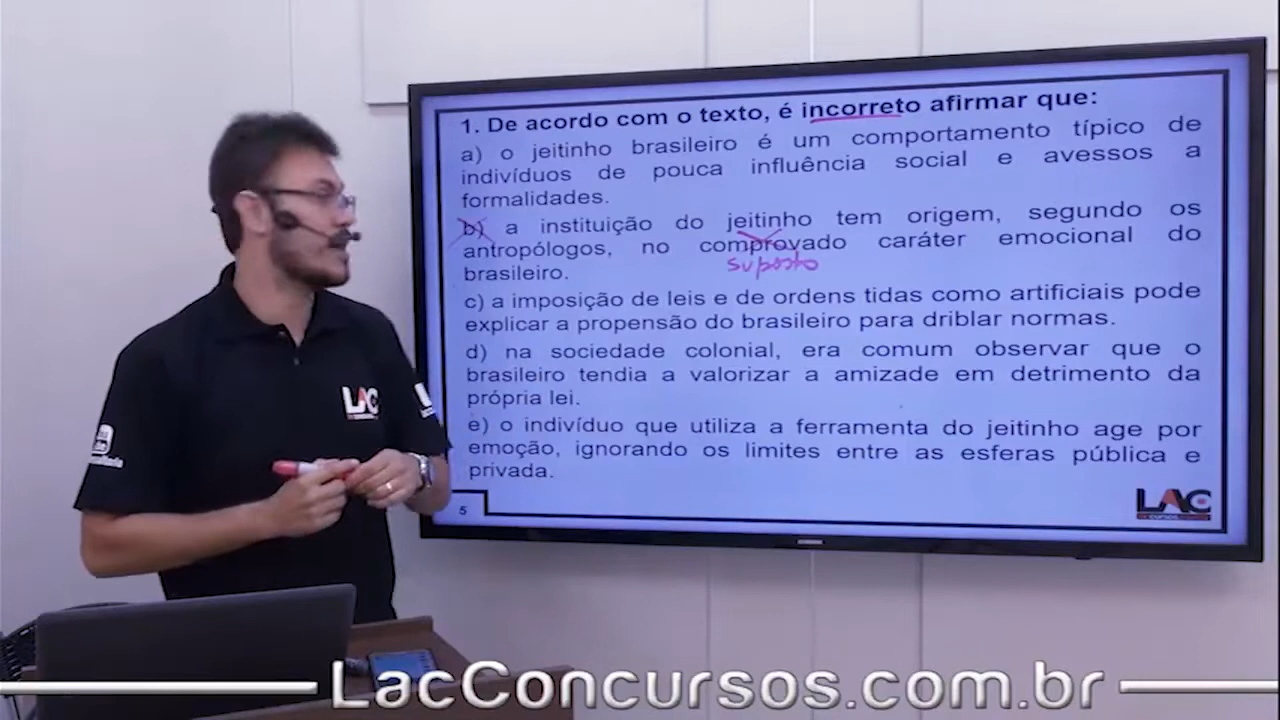 1. De acordo com o texto, é incorreto afirmar que:
a) o jeitinho brasileiro é um comportamento típico de
indivíduos de pouca influência social e avessos a
formalidades.
b) a instituição do jeitinho tem origem, segundo os
antropólogos, no comprovado caráter emocional do
suposto
brasileiro.
c) a imposição de leis e de ordens tidas como artificiais pode
explicar a propensão do brasileiro para driblar normas.
d) na sociedade colonial, era comum observar que o
brasileiro tendia a valorizar a amizade em detrimento da
própria lei.
e) o indivíduo que utiliza a ferramenta do jeitinho age por
emoção, ignorando os limites entre as esferas pública e
privada.
5
LAC
LAC
LacConcursos.com.br